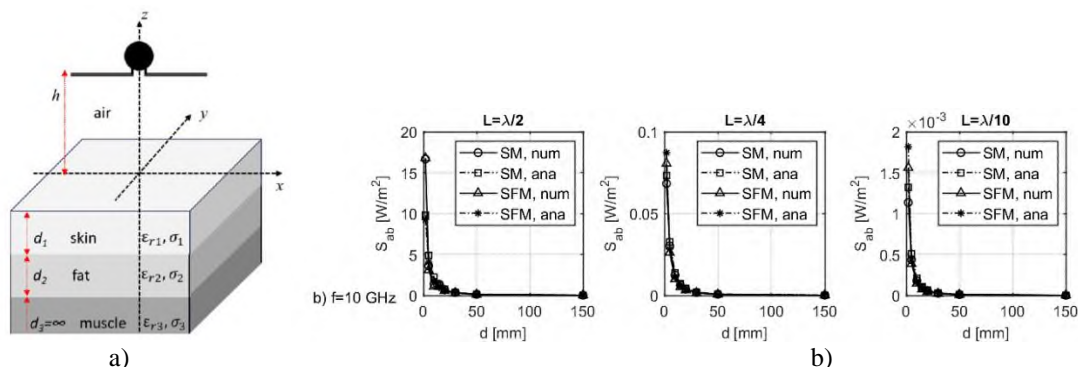 a)
z
h
air
y
x
d₁ skin εr1, σ1
d₂ fat εr2, σ2
d₃=∞ muscle εr3, σ3
a)
L=λ/2
20
15
10
5
0
Sab [W/m²]
SM, num
SM, ana
SFM, num
SFM, ana
0 50 100 150
d [mm]
b) f=10 GHz
L=λ/4
0.1
0.05
0
Sab [W/m²]
SM, num
SM, ana
SFM, num
SFM, ana
0 50 100 150
d [mm]
L=λ/10
×10⁻³
2
1.5
1
0.5
0
Sab [W/m²]
SM, num
SM, ana
SFM, num
SFM, ana
0 50 100 150
d [mm]
b)